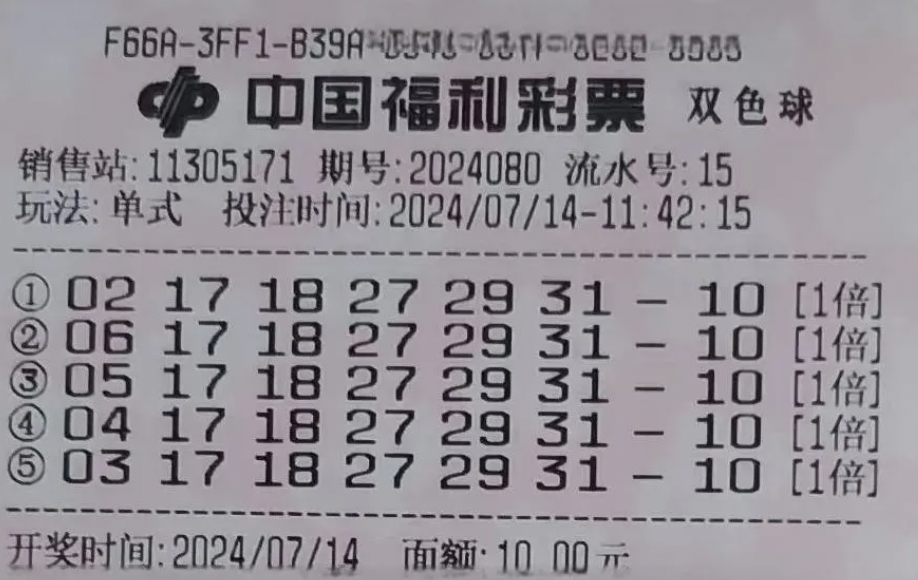 F66A-3FF1-B39A
中国福利彩票 双色球
销售站:11305171 期号:2024080 流水号:15
玩法:单式 投注时间:2024/07/14-11:42:15
① 02 17 18 27 29 31 - 10 [1倍]
② 06 17 18 27 29 31 - 10 [1倍]
③ 05 17 18 27 29 31 - 10 [1倍]
④ 04 17 18 27 29 31 - 10 [1倍]
⑤ 03 17 18 27 29 31 - 10 [1倍]
开奖时间:2024/07/14 面额:10.00元